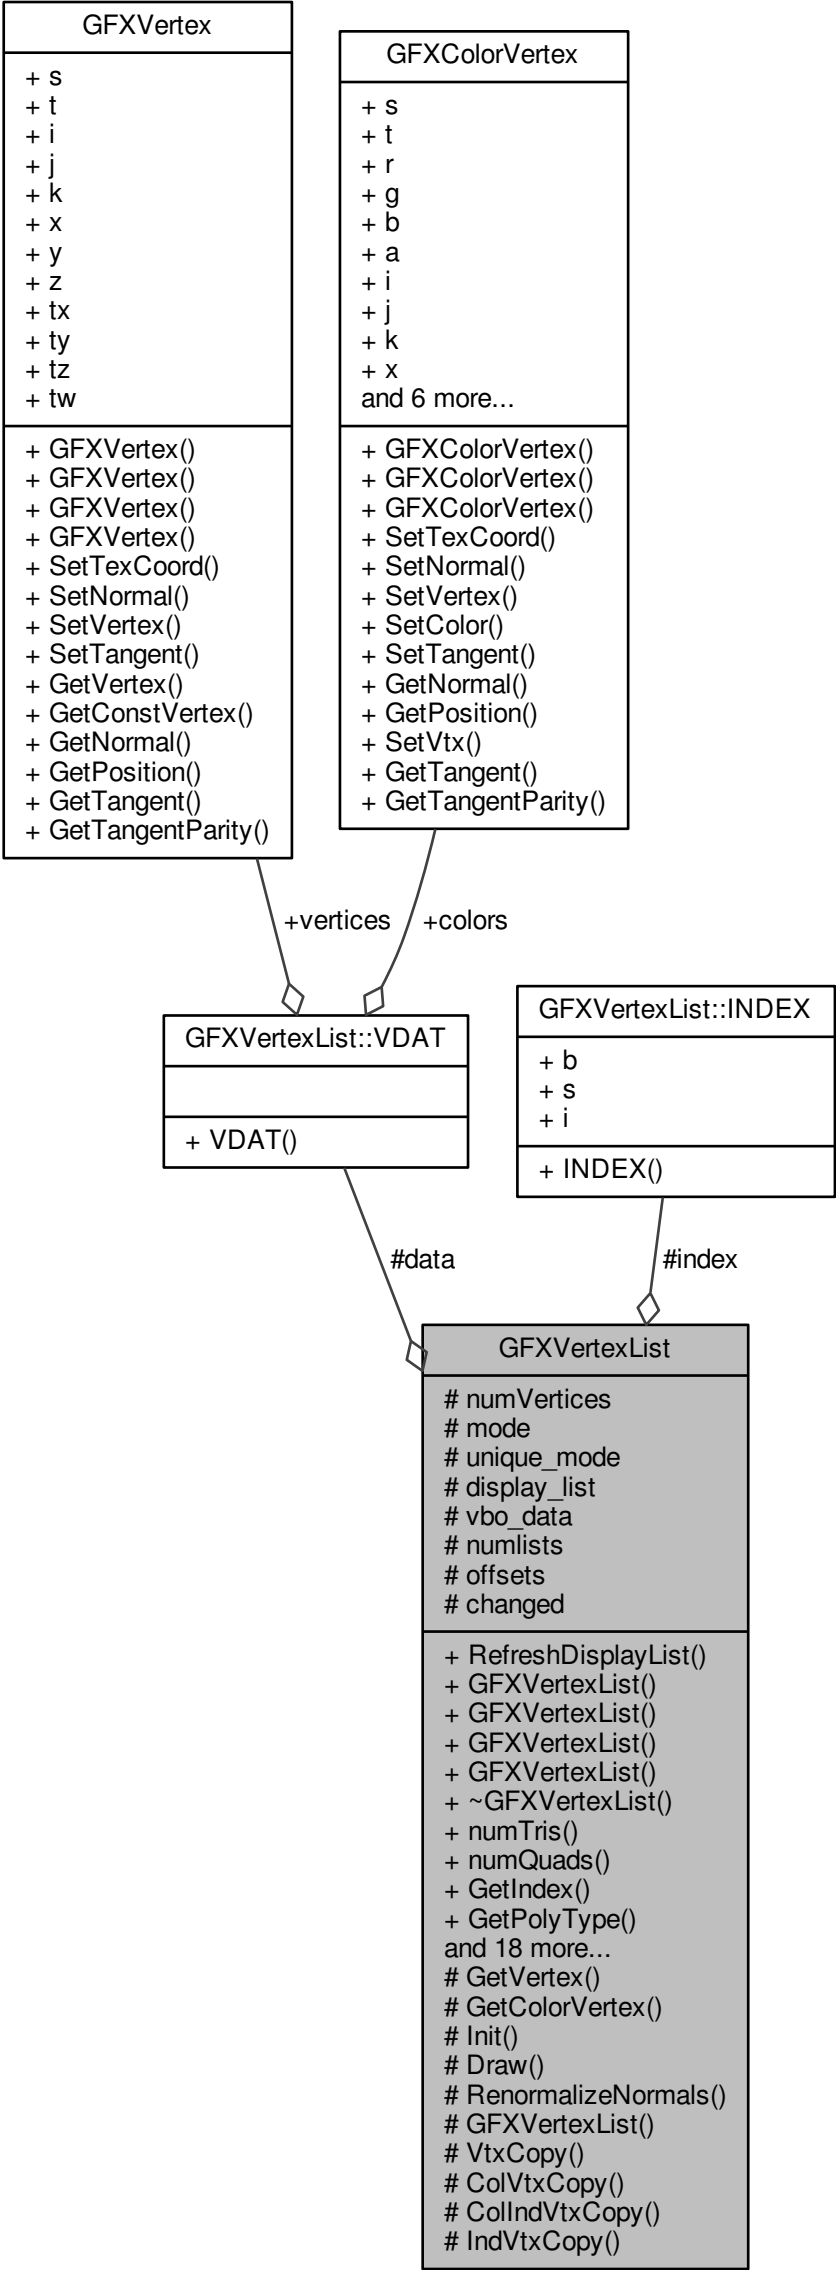 GFXVertex
+ s
+ t
+ i
+ j
+ k
+ x
+ y
+ z
+ tx
+ ty
+ tz
+ tw
+ GFXVertex()
+ GFXVertex()
+ GFXVertex()
+ GFXVertex()
+ SetTexCoord()
+ SetNormal()
+ SetVertex()
+ SetTangent()
+ GetVertex()
+ GetConstVertex()
+ GetNormal()
+ GetPosition()
+ GetTangent()
+ GetTangentParity()
GFXColorVertex
+ s
+ t
+ r
+ g
+ b
+ a
+ i
+ j
+ k
+ x
and 6 more...
+ GFXColorVertex()
+ GFXColorVertex()
+ GFXColorVertex()
+ SetTexCoord()
+ SetNormal()
+ SetVertex()
+ SetColor()
+ SetTangent()
+ GetNormal()
+ GetPosition()
+ SetVtx()
+ GetTangent()
+ GetTangentParity()
+vertices
+colors
GFXVertexList::VDAT
+ VDAT()
GFXVertexList::INDEX
+ b
+ s
+ i
+ INDEX()
#data
#index
GFXVertexList
# numVertices
# mode
# unique_mode
# display_list
# vbo_data
# numlists
# offsets
# changed
+ RefreshDisplayList()
+ GFXVertexList()
+ GFXVertexList()
+ GFXVertexList()
+ GFXVertexList()
+ ~GFXVertexList()
+ numTris()
+ numQuads()
+ GetIndex()
+ GetPolyType()
and 18 more...
# GetVertex()
# GetColorVertex()
# Init()
# Draw()
# RenormalizeNormals()
# GFXVertexList()
# VtxCopy()
# ColVtxCopy()
# ColIndVtxCopy()
# IndVtxCopy()